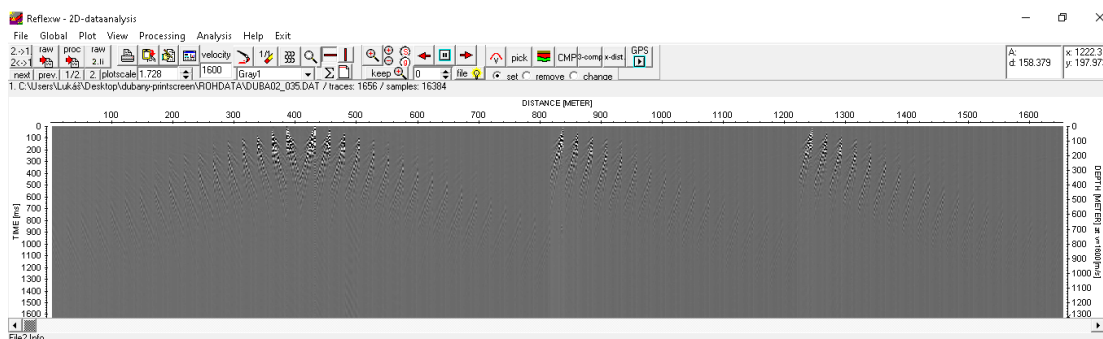 Reflexw - 2D-dataanalysis
File Global Plot View Processing Analysis Help Exit
2.->1 raw proc raw velocity 1/2 GPS
2<->1 2.li pick CMP 3-comp x-dist.
next prev. 1/2 2. plotscale 1.728 1600 Gray1 Σ keep 0 file set remove change
A: x: 1222.3
d: 158.379 y: 197.97
1. C:\Users\Lukáš\Desktop\dubany-printscreen\ROHDATA\DUBA02_035.DAT / traces: 1656 / samples: 16384
DISTANCE [METER]
100 200 300 400 500 600 700 800 900 1000 1100 1200 1300 1400 1500 1600
TIME [ms]
0
100
200
300
400
500
600
700
800
900
1000
1100
1200
1300
1400
1500
1600
DEPTH [METER] at v=1600[m/s]
0
100
200
300
400
500
600
700
800
900
1000
1100
1200
1300
File2 Info